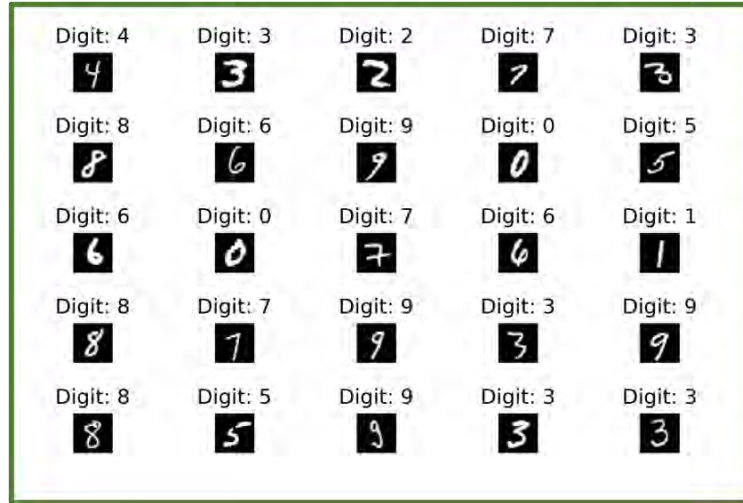 Digit: 4 Digit: 3 Digit: 2 Digit: 7 Digit: 3
4 3 2 7 3
Digit: 8 Digit: 6 Digit: 9 Digit: 0 Digit: 5
8 6 9 0 5
Digit: 6 Digit: 0 Digit: 7 Digit: 6 Digit: 1
6 0 7 6 1
Digit: 8 Digit: 7 Digit: 9 Digit: 3 Digit: 9
8 7 9 3 9
Digit: 8 Digit: 5 Digit: 9 Digit: 3 Digit: 3
8 5 9 3 3